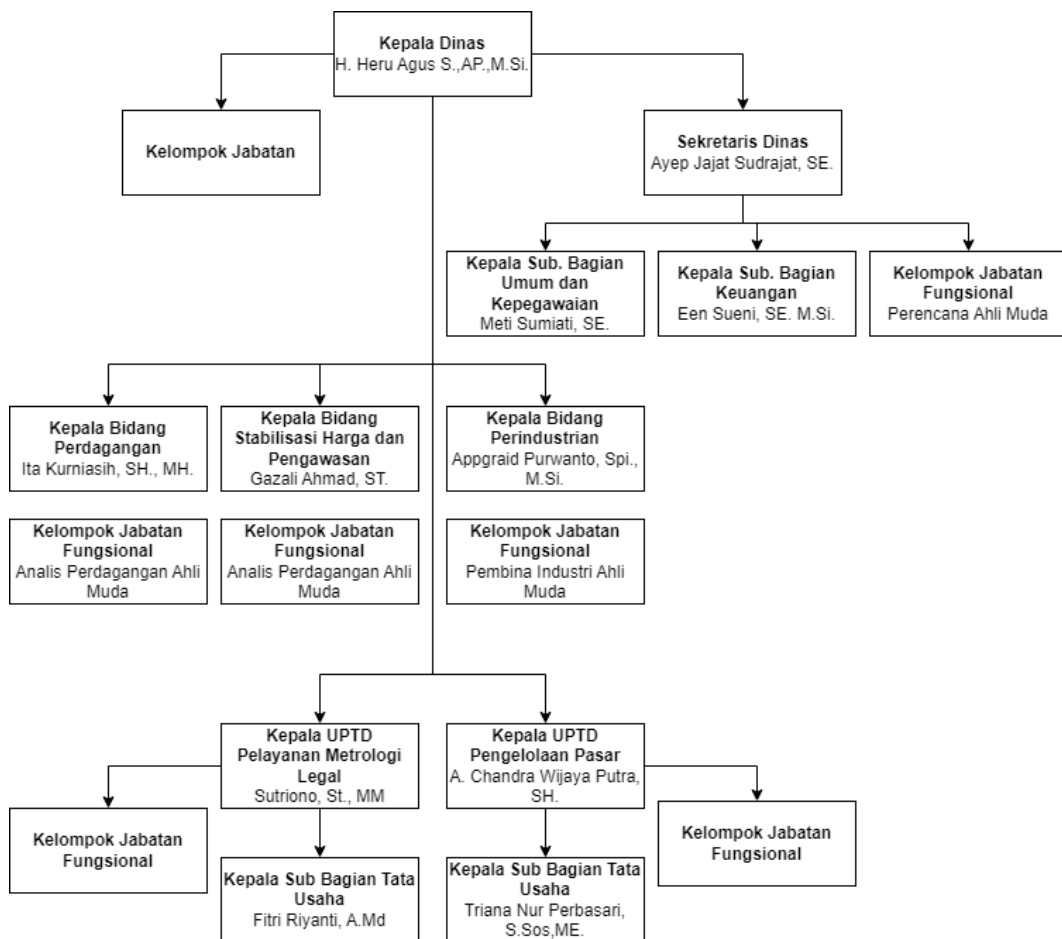 Kepala Dinas
H. Heru Agus S.,AP.,M.Si.
Kelompok Jabatan
Sekretaris Dinas
Ayep Jajat Sudrajat, SE.
Kepala Sub. Bagian
Umum dan
Kepegawaian
Meti Sumiati, SE.
Kepala Sub. Bagian
Keuangan
Een Sueni, SE. M.Si.
Kelompok Jabatan
Fungsional
Perencana Ahli Muda
Kepala Bidang
Perdagangan
Ita Kurniasih, SH., MH.
Kepala Bidang
Stabilisasi Harga dan
Pengawasan
Gazali Ahmad, ST.
Kepala Bidang
Perindustrian
Appgraid Purwanto, Spi.,
M.Si.
Kelompok Jabatan
Fungsional
Analis Perdagangan Ahli
Muda
Kelompok Jabatan
Fungsional
Analis Perdagangan Ahli
Muda
Kelompok Jabatan
Fungsional
Pembina Industri Ahli
Muda
Kepala UPTD
Pelayanan Metrologi
Legal
Sutriono, St., MM
Kepala UPTD
Pengelolaan Pasar
A. Chandra Wijaya Putra,
SH.
Kelompok Jabatan
Fungsional
Kelompok Jabatan
Fungsional
Kepala Sub Bagian Tata
Usaha
Fitri Riyanti, A.Md
Kepala Sub Bagian Tata
Usaha
Triana Nur Perbasari,
S.Sos,ME.